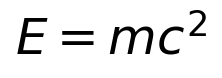 E = mc²